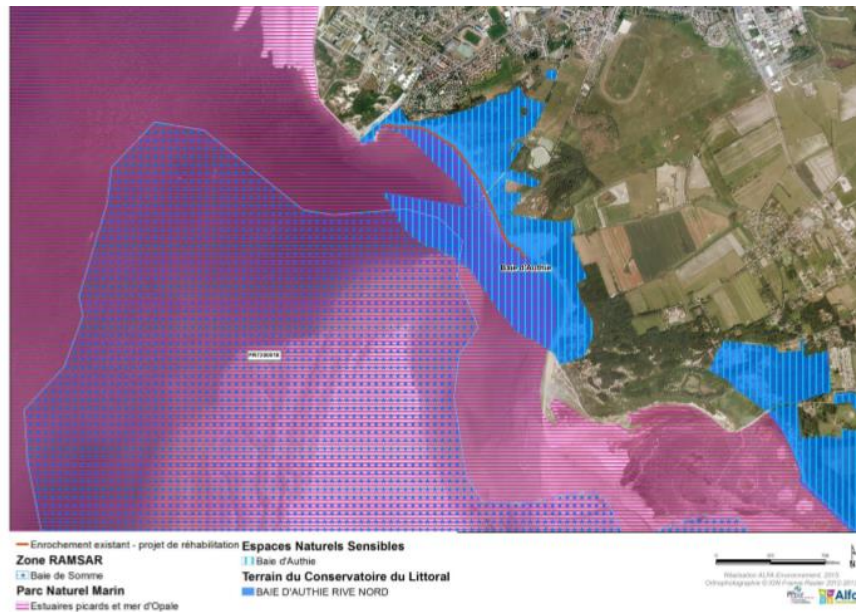 Baie d'Authie
Enrochement existant - projet de réhabilitation
Zone RAMSAR
Baie de Somme
Parc Naturel Marin
Estuaires picards et mer d'Opale
Espaces Naturels Sensibles
Baie d'Authie
Terrain du Conservatoire du Littoral
BAIE D'AUTHIE RIVE NORD
Réalisation ALFA Environnement, 2015
Alfa